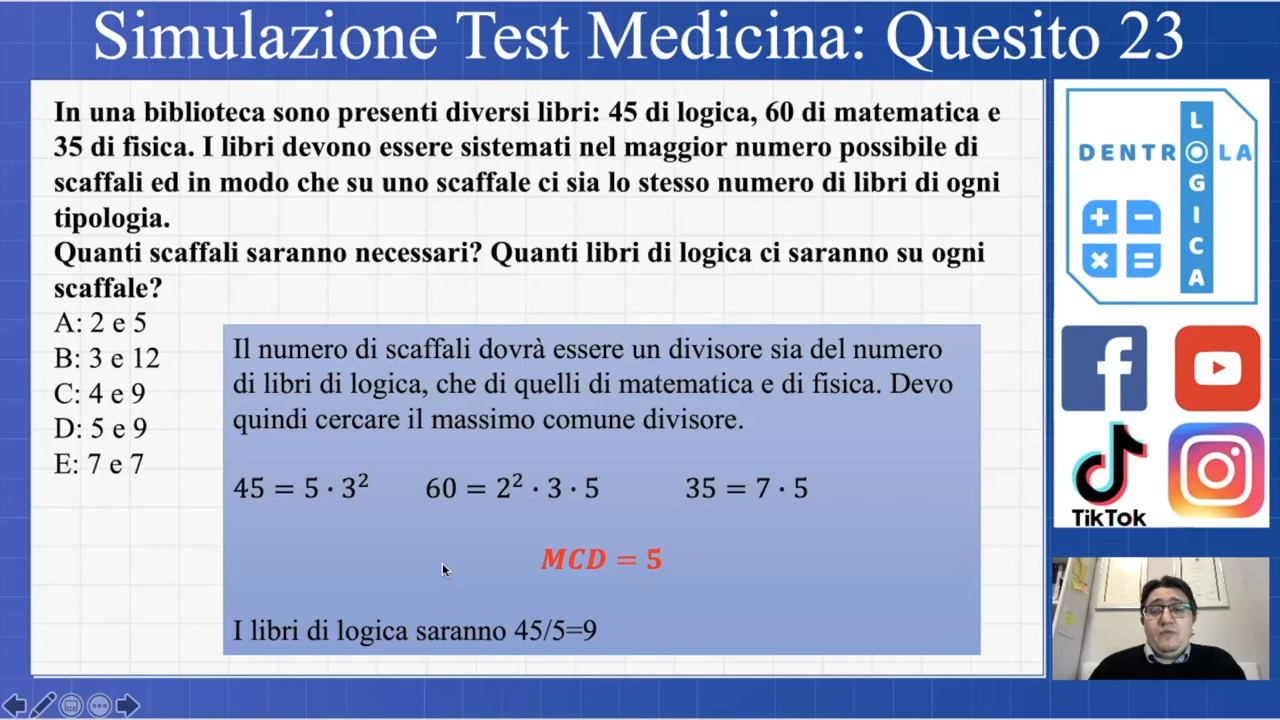 Simulazione Test Medicina: Quesito 23
In una biblioteca sono presenti diversi libri: 45 di logica, 60 di matematica e
35 di fisica. I libri devono essere sistemati nel maggior numero possibile di
scaffali ed in modo che su uno scaffale ci sia lo stesso numero di libri di ogni
tipologia.
Quanti scaffali saranno necessari? Quanti libri di logica ci saranno su ogni
scaffale?
A: 2 e 5
B: 3 e 12
C: 4 e 9
D: 5 e 9
E: 7 e 7
Il numero di scaffali dovrà essere un divisore sia del numero
di libri di logica, che di quelli di matematica e di fisica. Devo
quindi cercare il massimo comune divisore.
45 = 5 · 3² 60 = 2² · 3 · 5 35 = 7 · 5
MCD = 5
I libri di logica saranno 45/5=9
DENTRO LA
LOGICA
TikTok